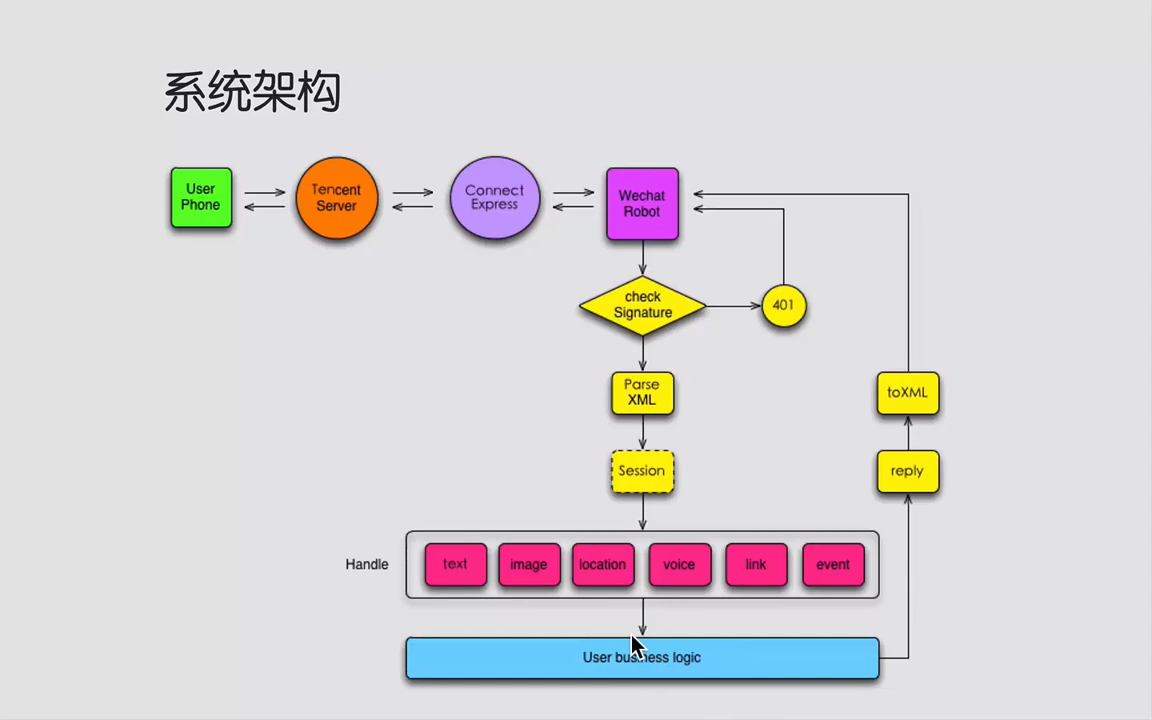 系统架构
User
Phone
Tencent
Server
Connect
Express
Wechat
Robot
check
Signature
401
Parse
XML
toXML
Session
reply
Handle
text
image
location
voice
link
event
User business logic